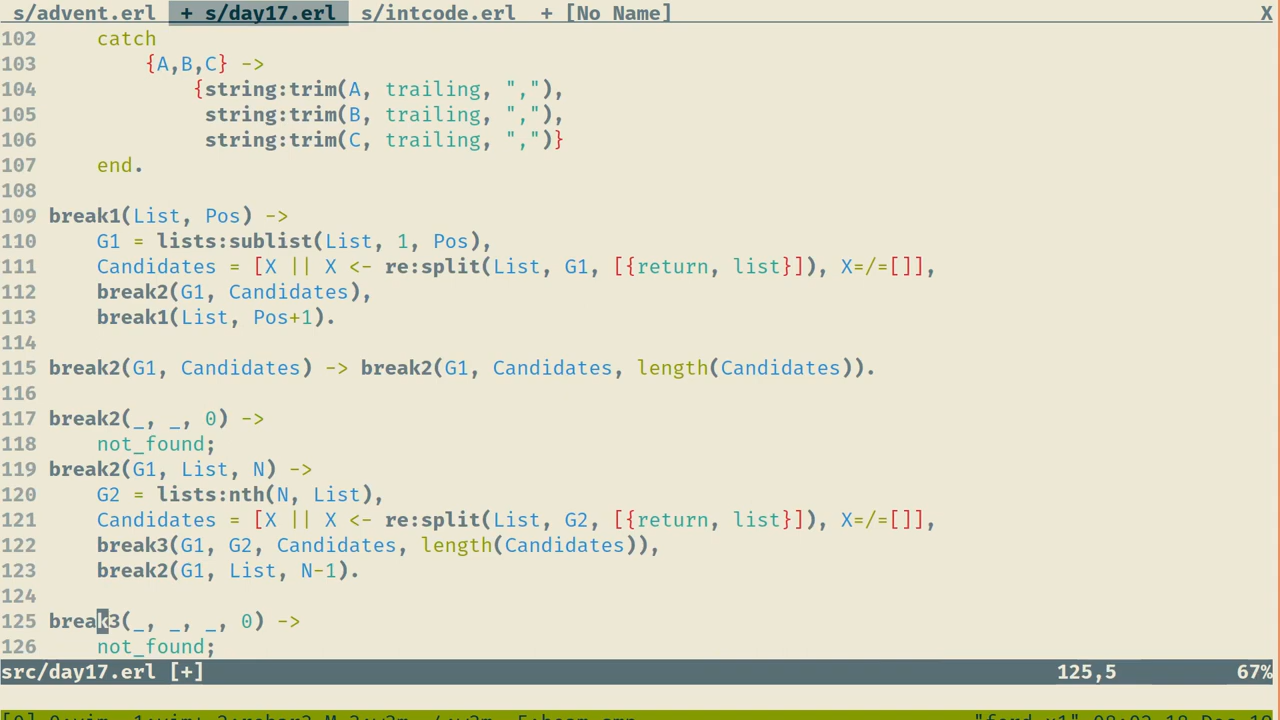 s/advent.erl + s/day17.erl s/intcode.erl + [No Name] X
102 catch
103 {A,B,C} ->
104 {string:trim(A, trailing, ","),
105 string:trim(B, trailing, ","),
106 string:trim(C, trailing, ",")}
107 end.
108
109 break1(List, Pos) ->
110 G1 = lists:sublist(List, 1, Pos),
111 Candidates = [X || X <- re:split(List, G1, [{return, list}]), X=/=[]],
112 break2(G1, Candidates),
113 break1(List, Pos+1).
114
115 break2(G1, Candidates) -> break2(G1, Candidates, length(Candidates)).
116
117 break2(_, _, 0) ->
118 not_found;
119 break2(G1, List, N) ->
120 G2 = lists:nth(N, List),
121 Candidates = [X || X <- re:split(List, G2, [{return, list}]), X=/=[]],
122 break3(G1, G2, Candidates, length(Candidates)),
123 break2(G1, List, N-1).
124
125 break3(_, _, _, 0) ->
126 not_found;
src/day17.erl [+] 125,5 67%